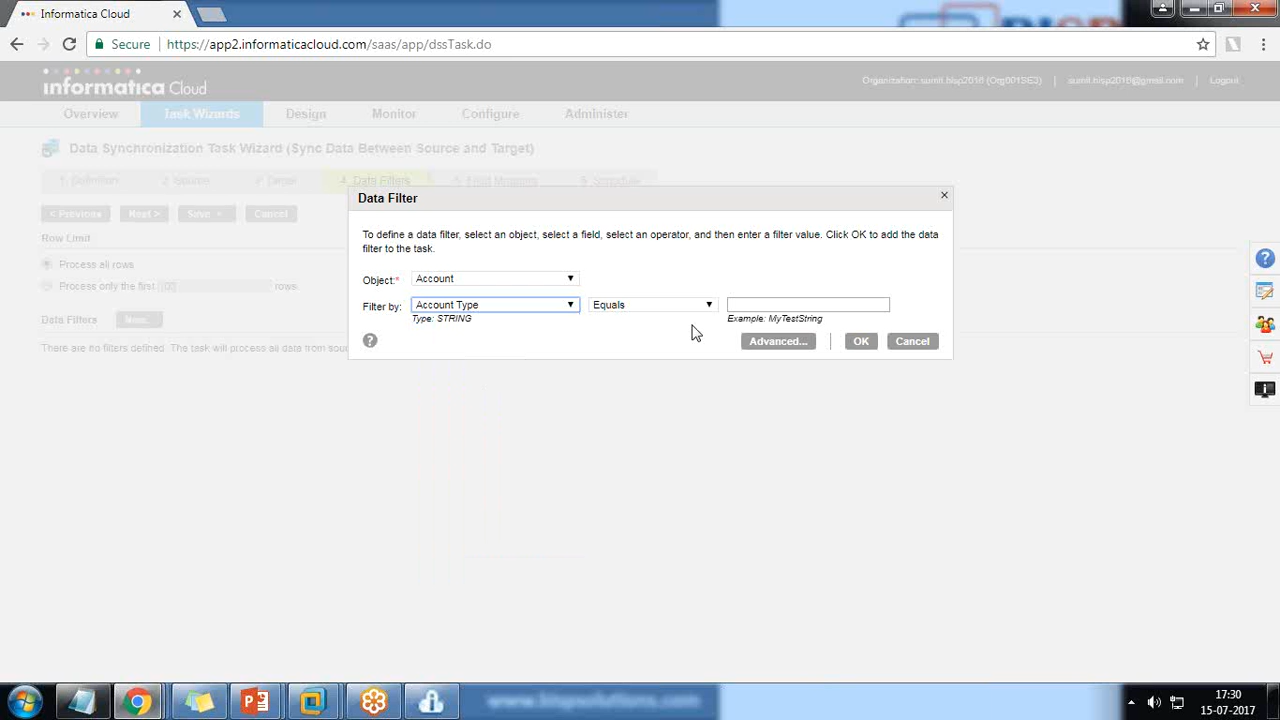 Informatica Cloud
Secure
https://app2.informaticacloud.com/saas/app/dssTask.do
informatica Cloud
Organization: sumit.bisp2016
sumit.bisp2016@gmail.com
Logout
Overview
Task Wizards
Design
Monitor
Configure
Administer
Data Synchronization Task Wizard (Sync Data Between Source and Target)
1. Definition
2. Source
3. Target
4. Data Filters
5. Field Mapping
6. Schedule
< Previous
Next >
Save
Cancel
Row Limit
Process all rows
Process only the first
rows
Data Filters
New...
There are no filters defined. The task will process all data from
Data Filter
To define a data filter, select an object, select a field, select an operator, and then enter a filter value. Click OK to add the data
filter to the task.
Object:*
Account
Filter by:
Account Type
Equals
Type: STRING
Example: MyTestString
Advanced...
OK
Cancel
www.bispsolutions.com
17:30
15-07-2017